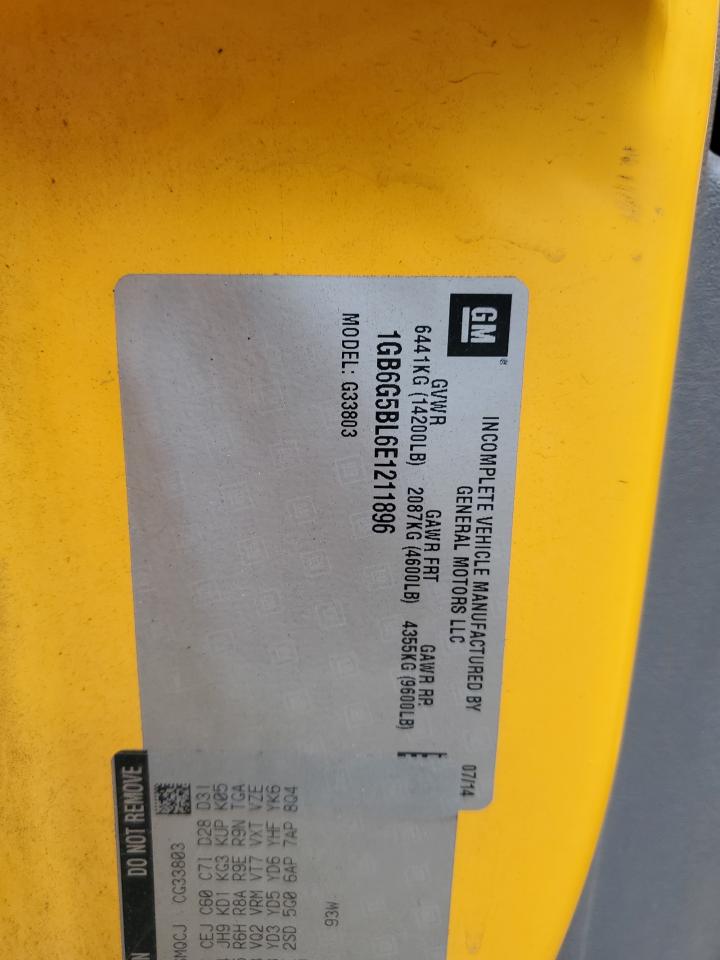 GM
INCOMPLETE VEHICLE MANUFACTURED BY
GENERAL MOTORS LLC
07/14
GVWR GAWR FRT GAWR RR
6441KG (14200LB) 2087KG (4600LB) 4355KG (9600LB)
1GB6G5BL6E1211896
MODEL: G33803
DO NOT REMOVE
CG33803
CEJ C60 C71 D28 D31
JH9 KD1 KG3 KUP K05
R6H R8A R9E R9N TGA
VQ2 VRM VT7 VXT VZE
YD3 YD5 YD6 YHF YK6
2SD 5G0 6AP 7AP 8Q4
93W